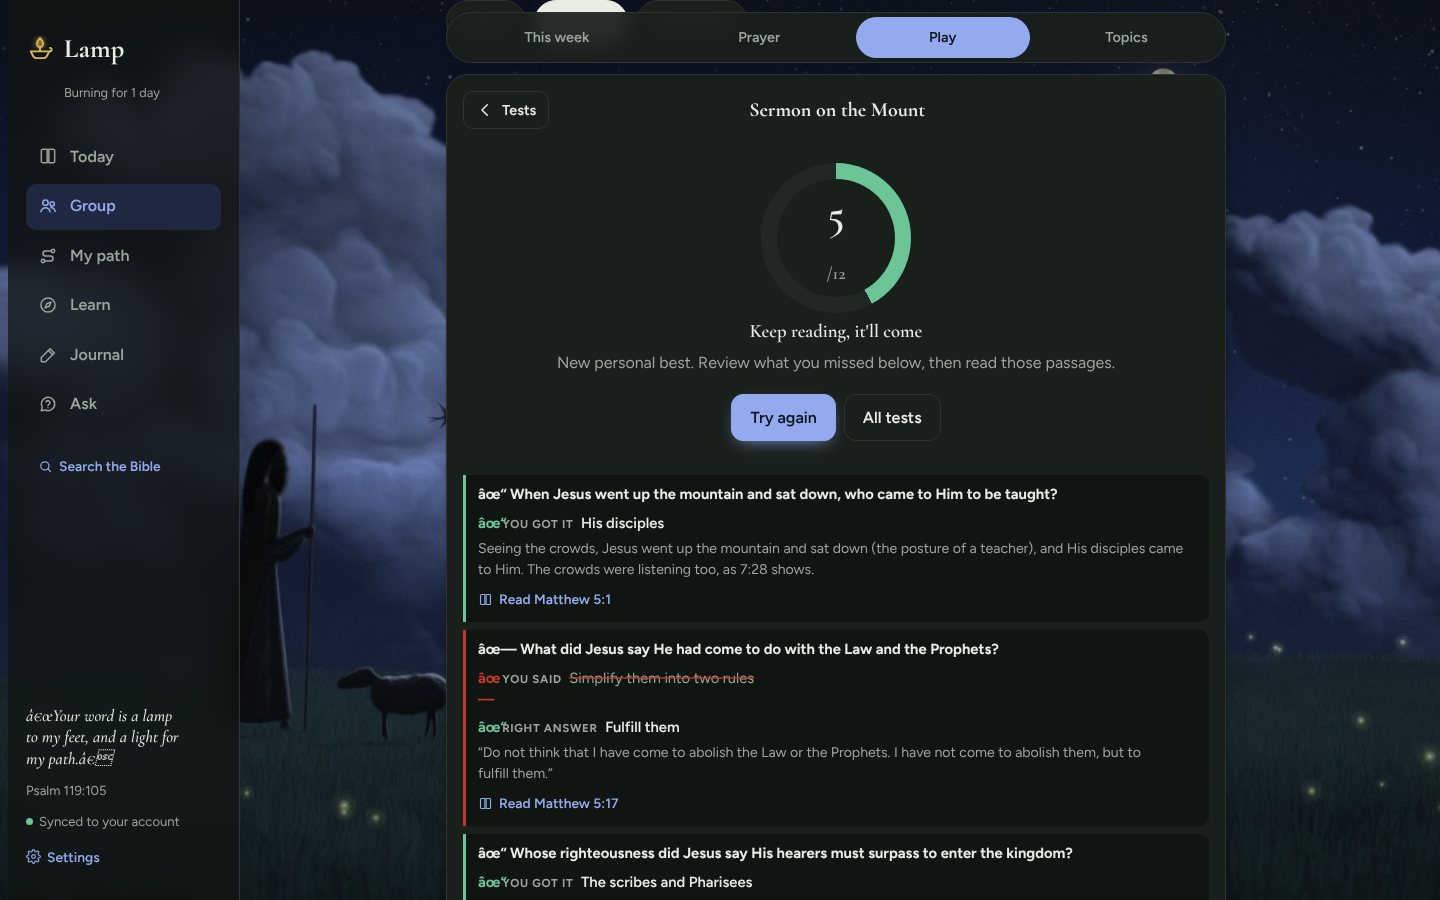 Lamp
Burning for 1 day
Today
Group
My path
Learn
Journal
Ask
Search the Bible
“Your word is a lamp
to my feet, and a light for
my path.â€
Psalm 119:105
Synced to your account
Settings
This week
Prayer
Play
Topics
Tests
Sermon on the Mount
5
/12
Keep reading, it'll come
New personal best. Review what you missed below, then read those passages.
Try again
All tests
âœ“ When Jesus went up the mountain and sat down, who came to Him to be taught?
âœ“ YOU GOT IT His disciples
Seeing the crowds, Jesus went up the mountain and sat down (the posture of a teacher), and His disciples came
to Him. The crowds were listening too, as 7:28 shows.
Read Matthew 5:1
âœ— What did Jesus say He had come to do with the Law and the Prophets?
âœ— YOU SAID Simplify them into two rules
âœ“ RIGHT ANSWER Fulfill them
“Do not think that I have come to abolish the Law or the Prophets. I have not come to abolish them, but to
fulfill them.”
Read Matthew 5:17
âœ“ Whose righteousness did Jesus say His hearers must surpass to enter the kingdom?
âœ“ YOU GOT IT The scribes and Pharisees